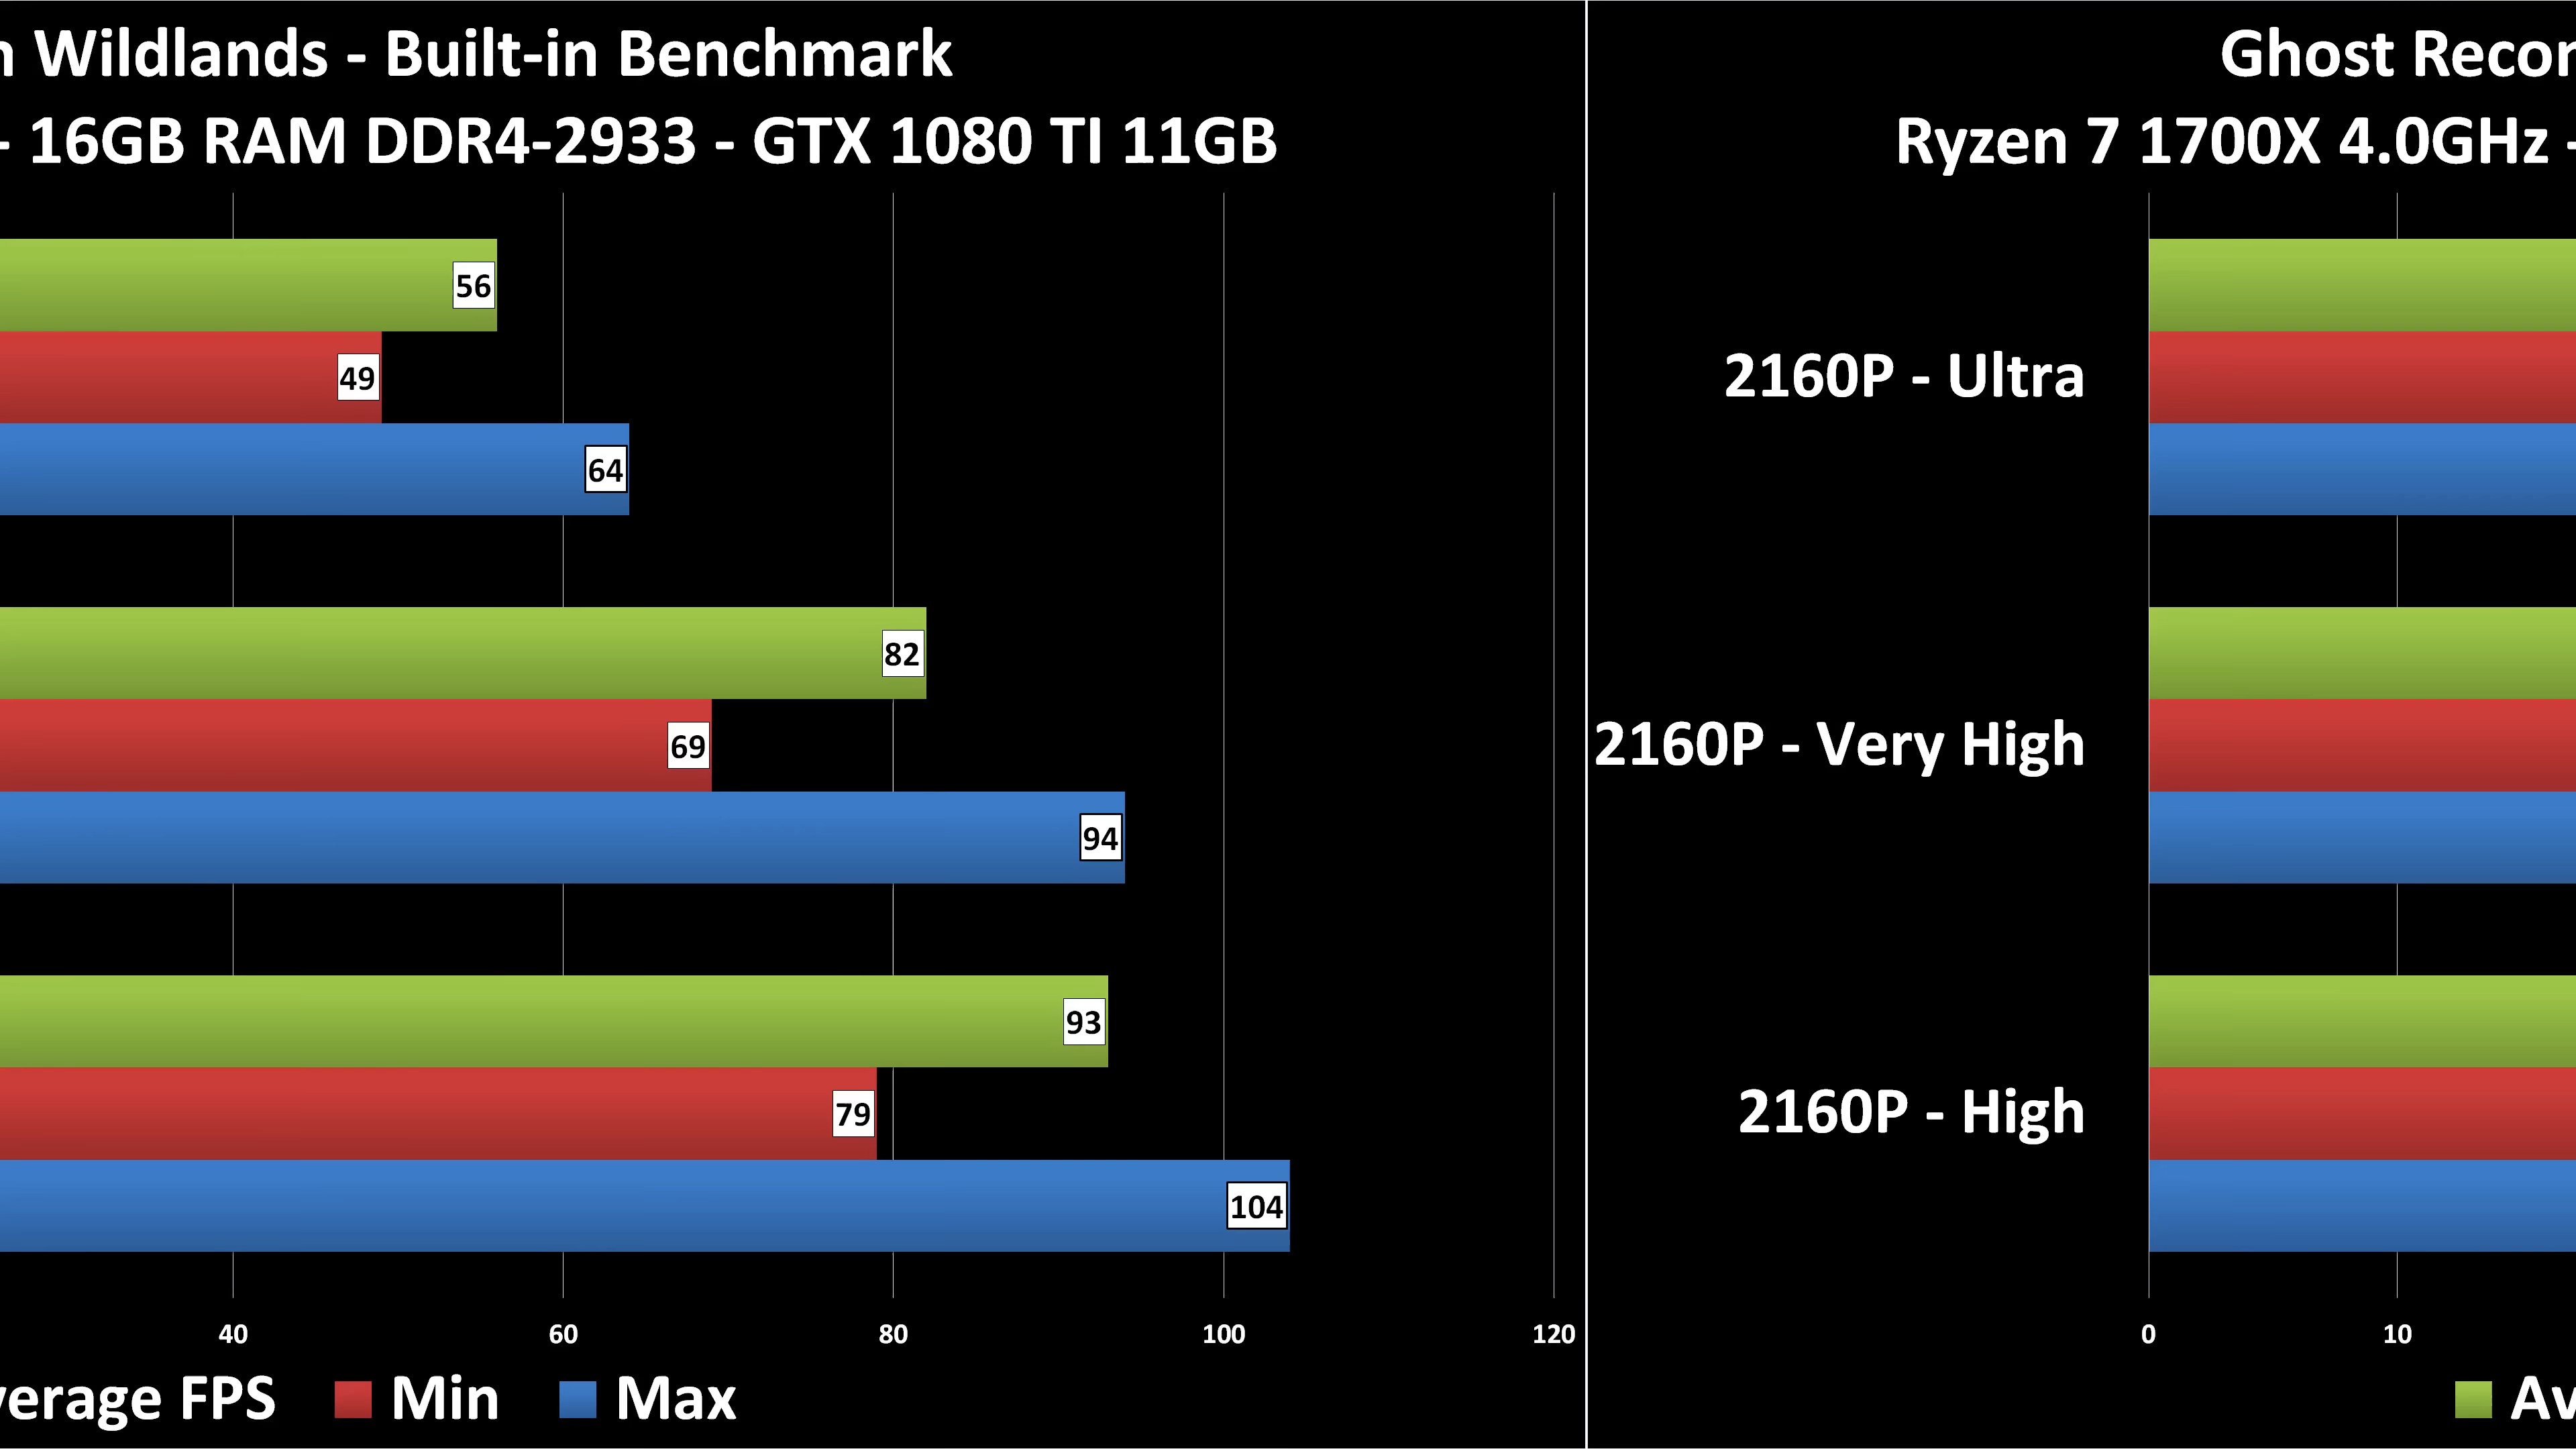 n Wildlands - Built-in Benchmark
- 16GB RAM DDR4-2933 - GTX 1080 TI 11GB
56
49
64
82
69
94
93
79
104
40 60 80 100 120
verage FPS Min Max
Ghost Recon
Ryzen 7 1700X 4.0GHz -
2160P - Ultra
2160P - Very High
2160P - High
0 10
Av